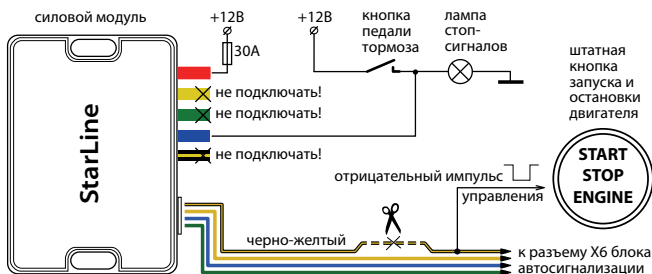 силовой модуль
+12В
30А
+12В
кнопка
педали
тормоза
лампа
стоп-
сигналов
штатная
кнопка
запуска и
остановки
двигателя
StarLine
не подключать!
не подключать!
не подключать!
START
STOP
ENGINE
отрицательный импульс
управления
черно-желтый
к разъему X6 блока
автосигнализации